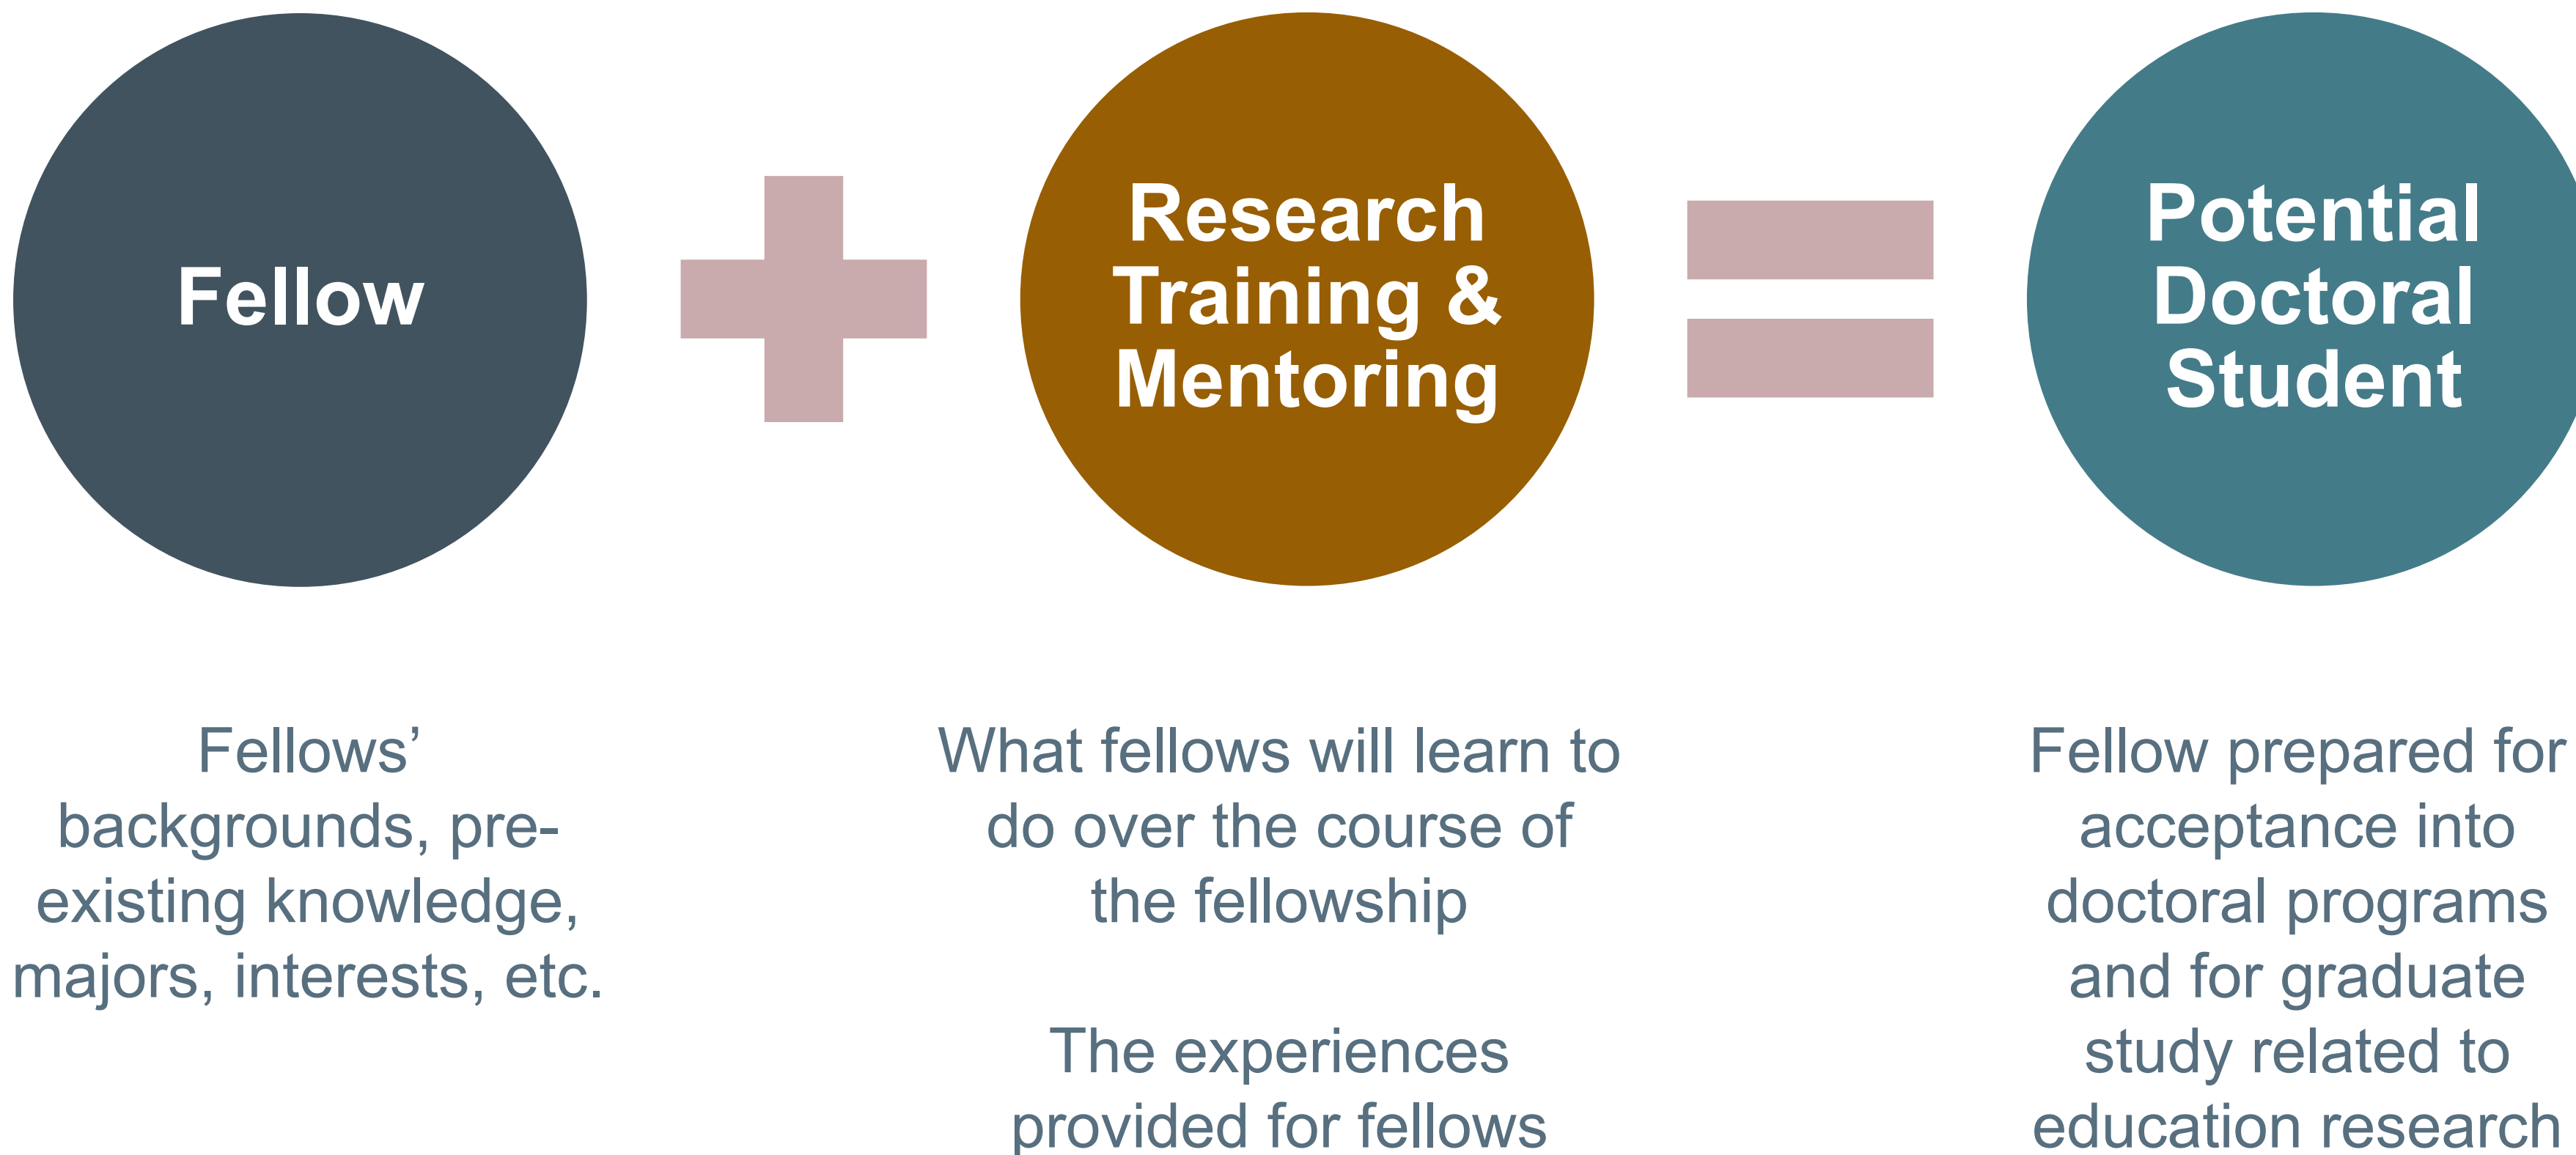 Fellow
Research
Training &
Mentoring
Potential
Doctoral
Student
Fellows’
backgrounds, pre-
existing knowledge,
majors, interests, etc.
What fellows will learn to
do over the course of
the fellowship
The experiences
provided for fellows
Fellow prepared for
acceptance into
doctoral programs
and for graduate
study related to
education research